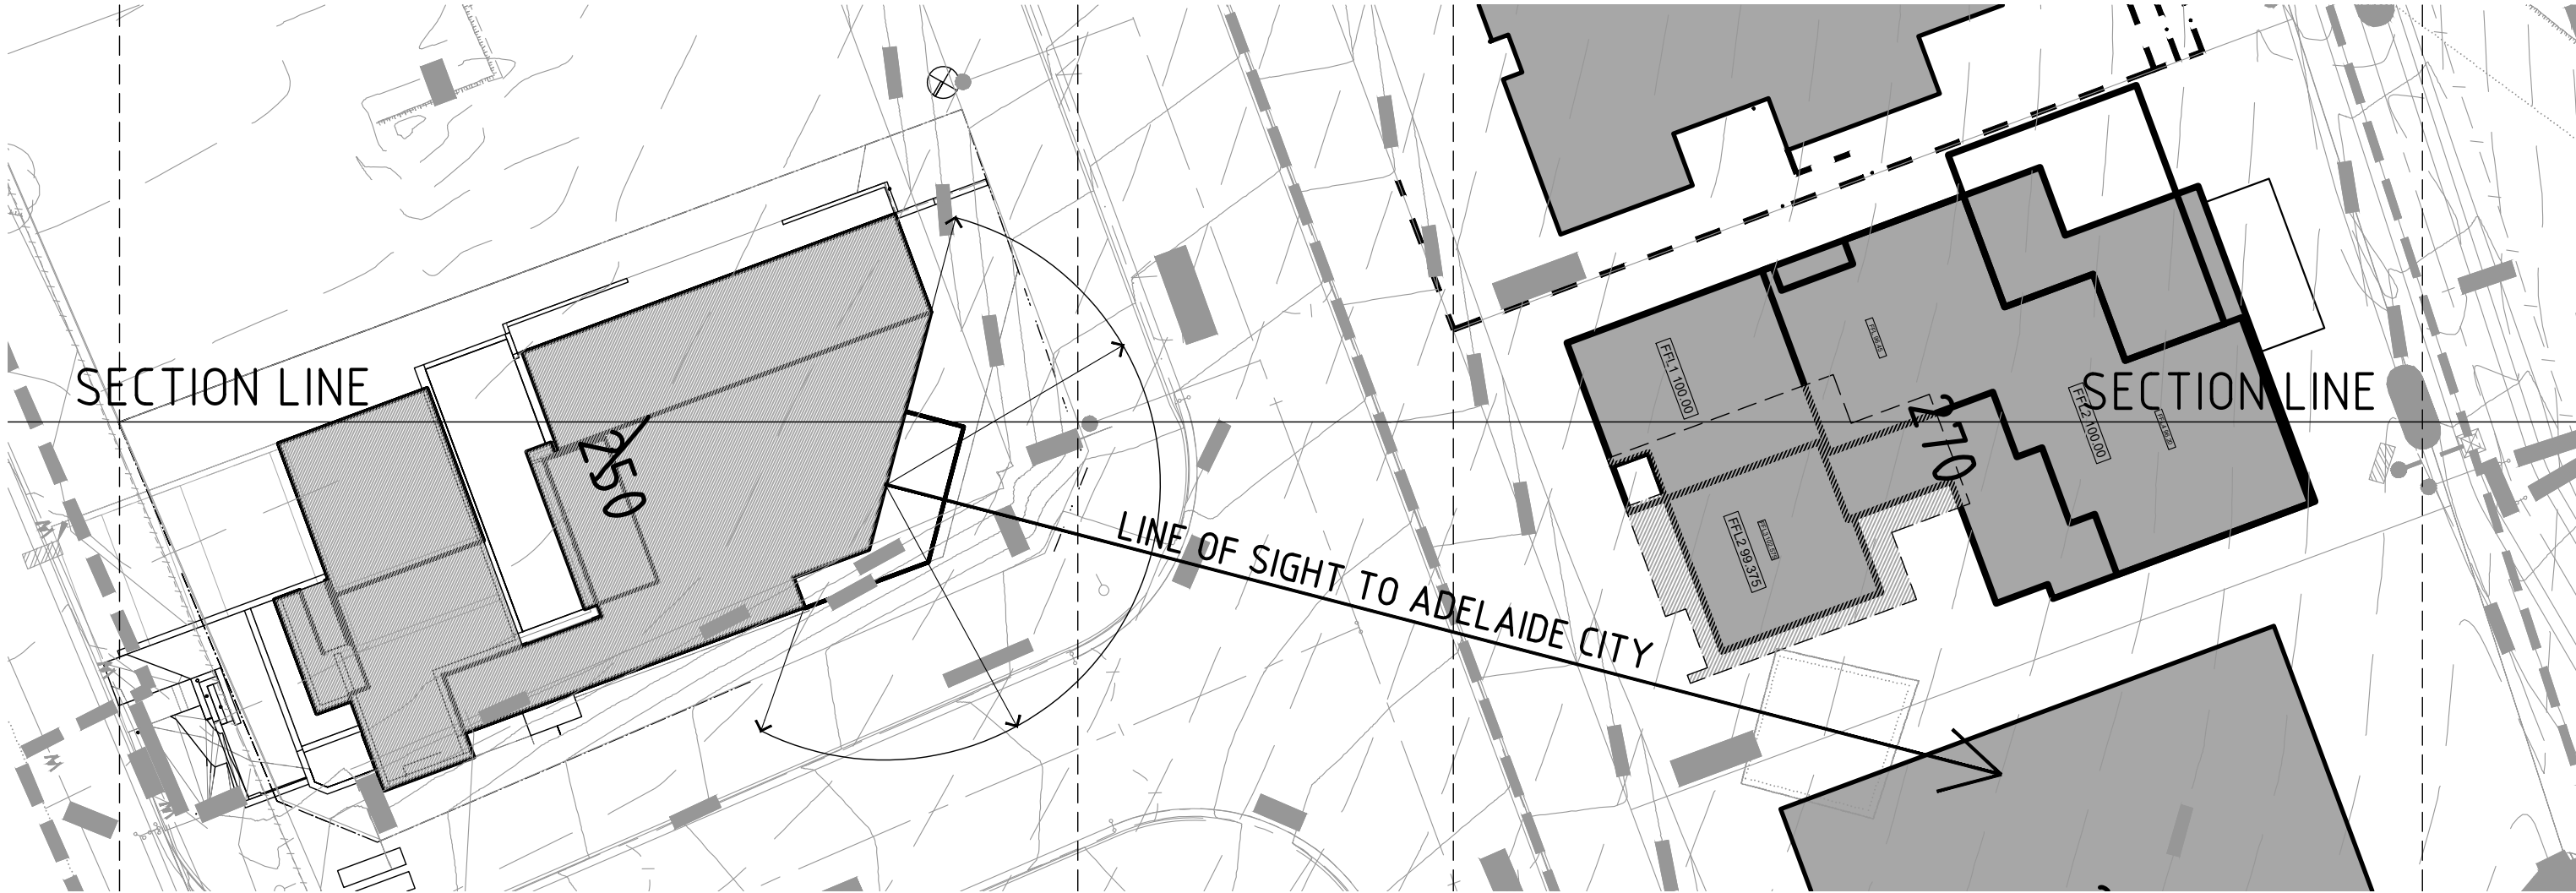 SECTION LINE
SECTION LINE
250
270
FFL1 100.00
FFL2 100.00
FFL2 99.375
LINE OF SIGHT TO ADELAIDE CITY